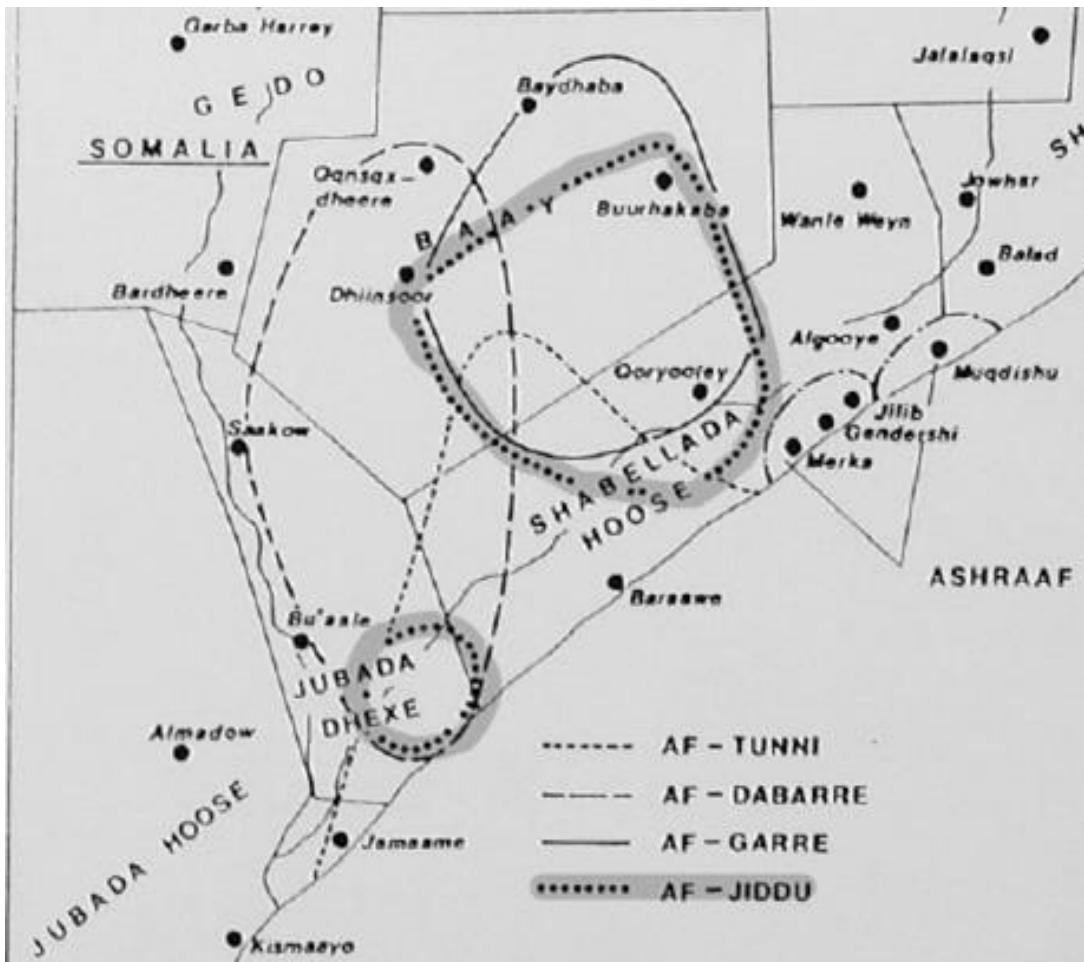 Garba Harrey
Jalalaqsi
GEDO
Baydhaba
SOMALIA
SH
Qansax-
dheere
Buurhakaba
Jowhar
Wanle Weyn
BAAY
Balad
Bardheere
Dhiinsoor
Algooye
Muqdishu
Qoryooley
Jilib
Gendershi
Merka
Saakow
SHABELLADA
HOOSE
ASHRAAF
Baraawe
Bu'aale
JUBADA
DHEXE
Almadow
JUBADA HOOSE
Jamaame
Kismaayo
AF-TUNNI
AF-DABARRE
AF-GARRE
AF-JIDDU